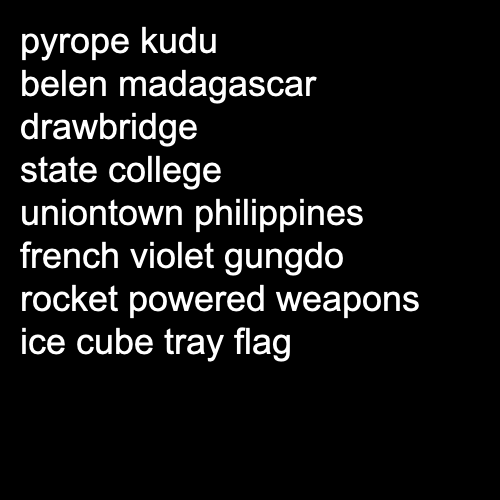 pyrope kudu
belen madagascar
drawbridge
state college
uniontown philippines
french violet gungdo
rocket powered weapons
ice cube tray flag